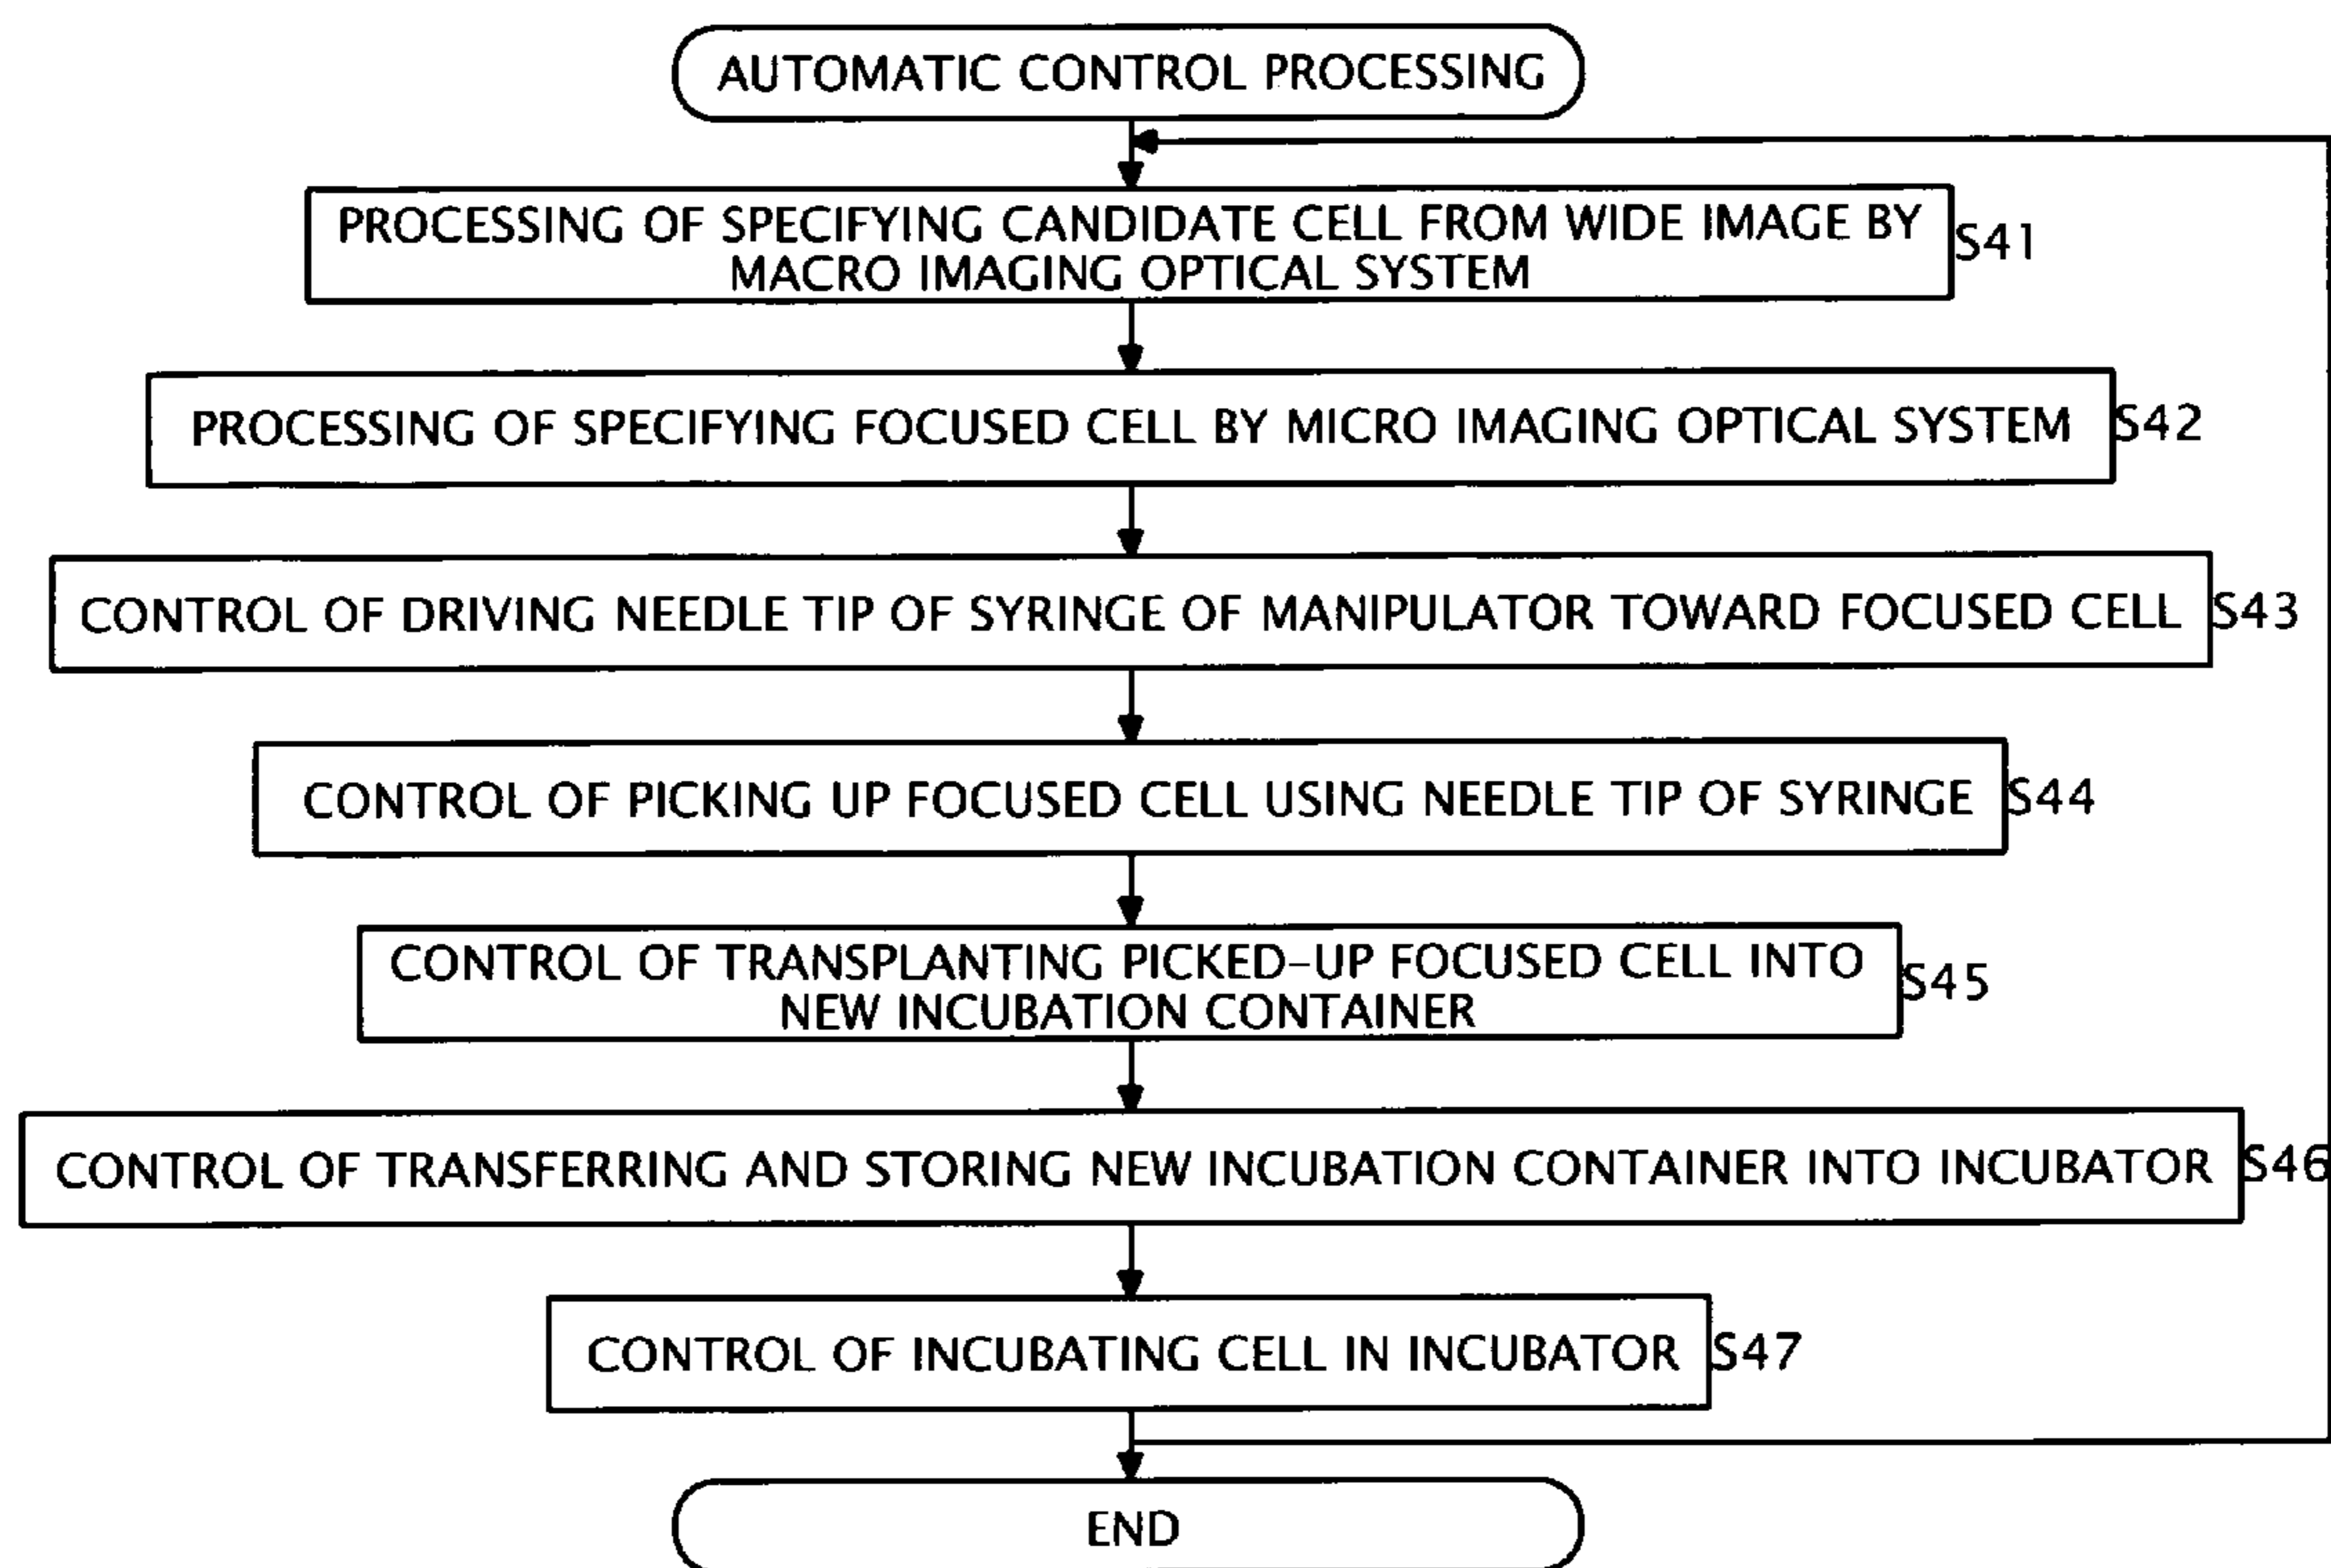 AUTOMATIC CONTROL PROCESSING
PROCESSING OF SPECIFYING CANDIDATE CELL FROM WIDE IMAGE BY
MACRO IMAGING OPTICAL SYSTEM
S41
PROCESSING OF SPECIFYING FOCUSED CELL BY MICRO IMAGING OPTICAL SYSTEM
S42
CONTROL OF DRIVING NEEDLE TIP OF SYRINGE OF MANIPULATOR TOWARD FOCUSED CELL
S43
CONTROL OF PICKING UP FOCUSED CELL USING NEEDLE TIP OF SYRINGE
S44
CONTROL OF TRANSPLANTING PICKED-UP FOCUSED CELL INTO
NEW INCUBATION CONTAINER
S45
CONTROL OF TRANSFERRING AND STORING NEW INCUBATION CONTAINER INTO INCUBATOR
S46
CONTROL OF INCUBATING CELL IN INCUBATOR
S47
END